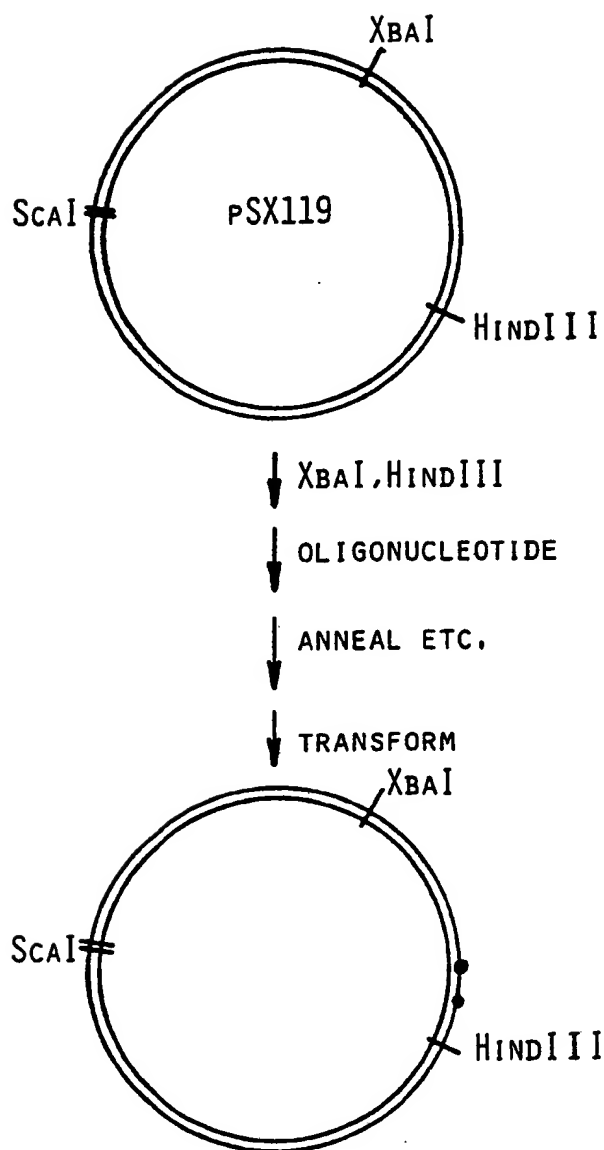 XBAI
SCAI
PSX119
HINDIII
XBAI, HINDIII
OLIGONUCLEOTIDE
ANNEAL ETC.
TRANSFORM
XBAI
SCAI
HINDIII